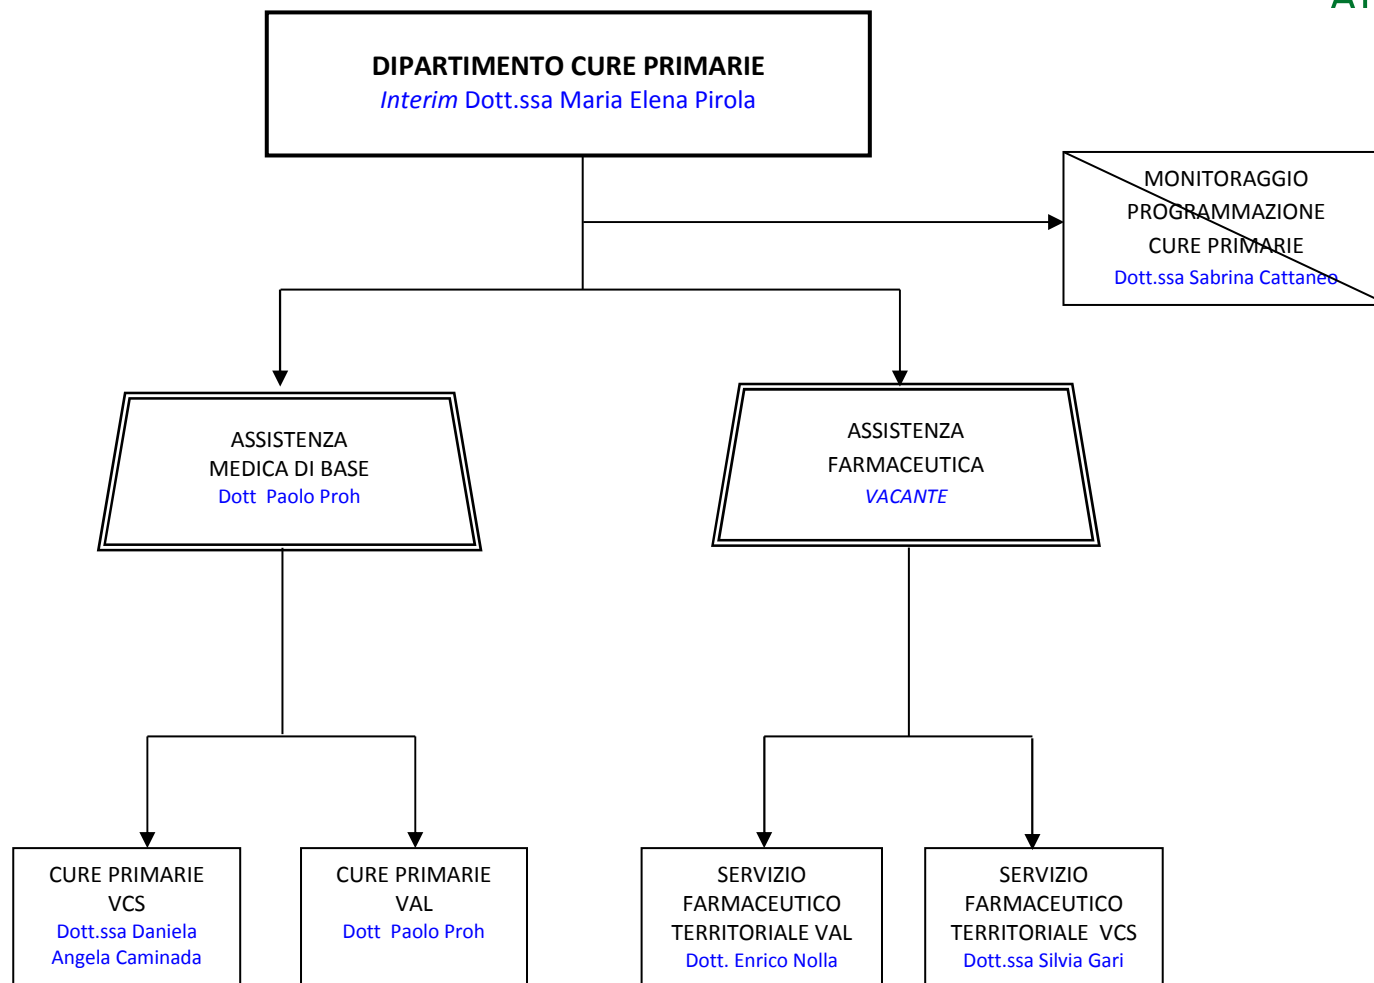 DIPARTIMENTO CURE PRIMARIE
Interim Dott.ssa Maria Elena Pirola
MONITORAGGIO
PROGRAMMAZIONE
CURE PRIMARIE
Dott.ssa Sabrina Cattaneo
ASSISTENZA
MEDICA DI BASE
Dott Paolo Proh
ASSISTENZA
FARMACEUTICA
VACANTE
CURE PRIMARIE
VCS
Dott.ssa Daniela
Angela Caminada
CURE PRIMARIE
VAL
Dott Paolo Proh
SERVIZIO
FARMACEUTICO
TERRITORIALE VAL
Dott. Enrico Nolla
SERVIZIO
FARMACEUTICO
TERRITORIALE VCS
Dott.ssa Silvia Gari